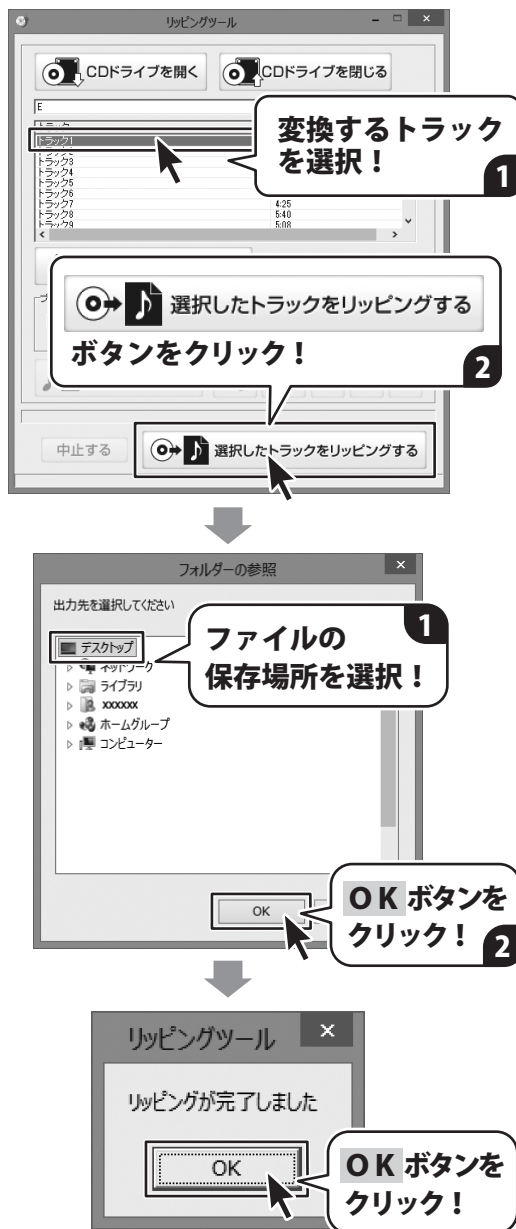 リッピングツール
CDドライブを開く
CDドライブを閉じる
E
トラック1
トラック3
トラック4
トラック5
トラック6
トラック7 4:25
トラック8 5:40
トラック9 5:08
変換するトラック
を選択！
1
選択したトラックをリッピングする
ボタンをクリック！
2
中止する
選択したトラックをリッピングする
フォルダーの参照
出力先を選択してください
デスクトップ
ネットワーク
ライブラリ
xxxxxx
ホームグループ
コンピューター
ファイルの
保存場所を選択！
1
OK
OK ボタンを
クリック！
2
リッピングツール
リッピングが完了しました
OK
OK ボタンを
クリック！